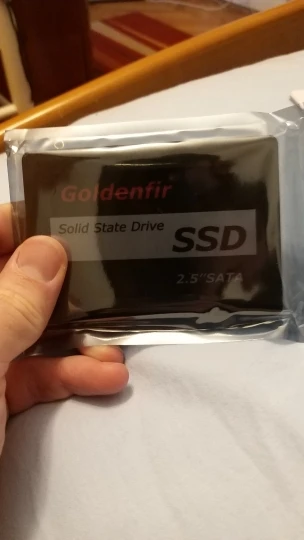 Goldenfir
Solid State Drive
SSD
2.5"SATA